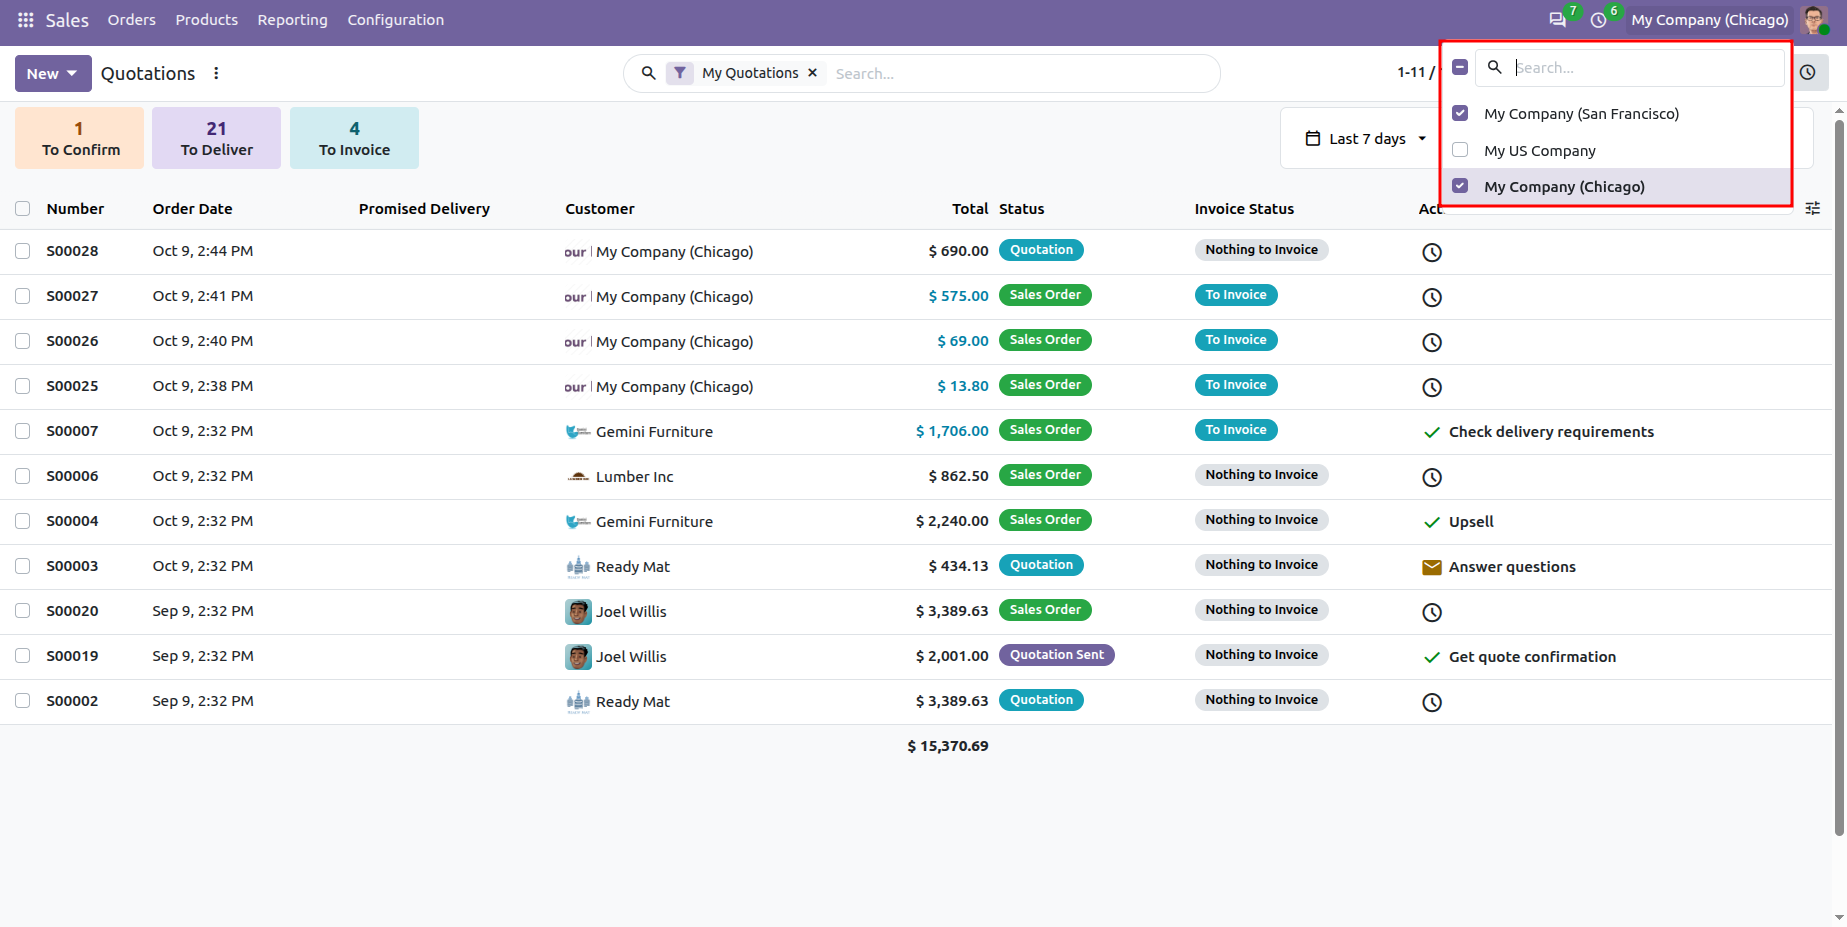 Sales Orders Products Reporting Configuration 7 6 My Company (Chicago)
New Quotations My Quotations × Search... 1-11 /
Search...
My Company (San Francisco)
My US Company
My Company (Chicago)
1 21 4
To Confirm To Deliver To Invoice
Last 7 days
Number Order Date Promised Delivery Customer Total Status Invoice Status Act
S00028 Oct 9, 2:44 PM our My Company (Chicago) $ 690.00 Quotation Nothing to Invoice
S00027 Oct 9, 2:41 PM our My Company (Chicago) $ 575.00 Sales Order To Invoice
S00026 Oct 9, 2:40 PM our My Company (Chicago) $ 69.00 Sales Order To Invoice
S00025 Oct 9, 2:38 PM our My Company (Chicago) $ 13.80 Sales Order To Invoice
S00007 Oct 9, 2:32 PM Gemini Furniture $ 1,706.00 Sales Order To Invoice Check delivery requirements
S00006 Oct 9, 2:32 PM Lumber Inc $ 862.50 Sales Order Nothing to Invoice
S00004 Oct 9, 2:32 PM Gemini Furniture $ 2,240.00 Sales Order Nothing to Invoice Upsell
S00003 Oct 9, 2:32 PM Ready Mat $ 434.13 Quotation Nothing to Invoice Answer questions
S00020 Sep 9, 2:32 PM Joel Willis $ 3,389.63 Sales Order Nothing to Invoice
S00019 Sep 9, 2:32 PM Joel Willis $ 2,001.00 Quotation Sent Nothing to Invoice Get quote confirmation
S00002 Sep 9, 2:32 PM Ready Mat $ 3,389.63 Quotation Nothing to Invoice
$ 15,370.69